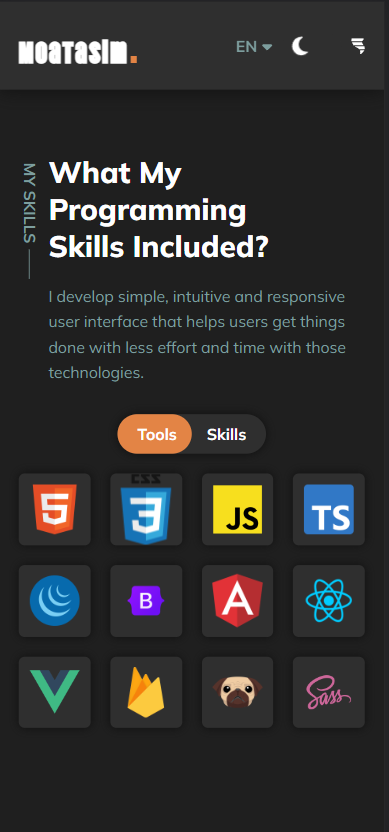 MOATASIM.
EN
MY SKILLS
What My
Programming
Skills Included?
I develop simple, intuitive and responsive
user interface that helps users get things
done with less effort and time with those
technologies.
Tools Skills
5 CSS 3 JS TS
B A
Sass